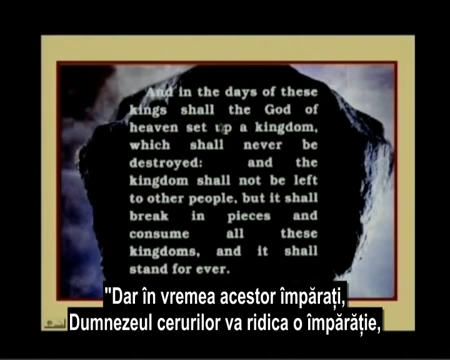 And in the days of these
kings shall the God of
heaven set up a kingdom,
which shall never be
destroyed: and the
kingdom shall not be left
to other people, but it shall
break in pieces and
consume all these
kingdoms, and it shall
stand for ever.
"Dar în vremea acestor împărați,
Dumnezeul cerurilor va ridica o împărăție,